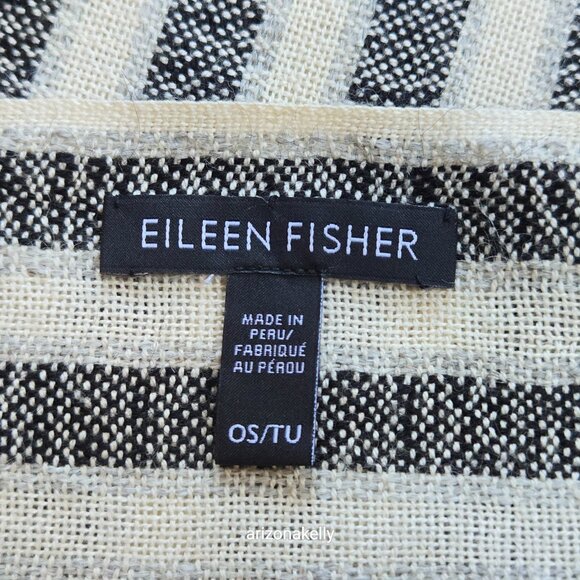 EILEEN FISHER
MADE IN
PERU/
FABRIQUÉ
AU PÉROU
OS/TU
arizonakelly